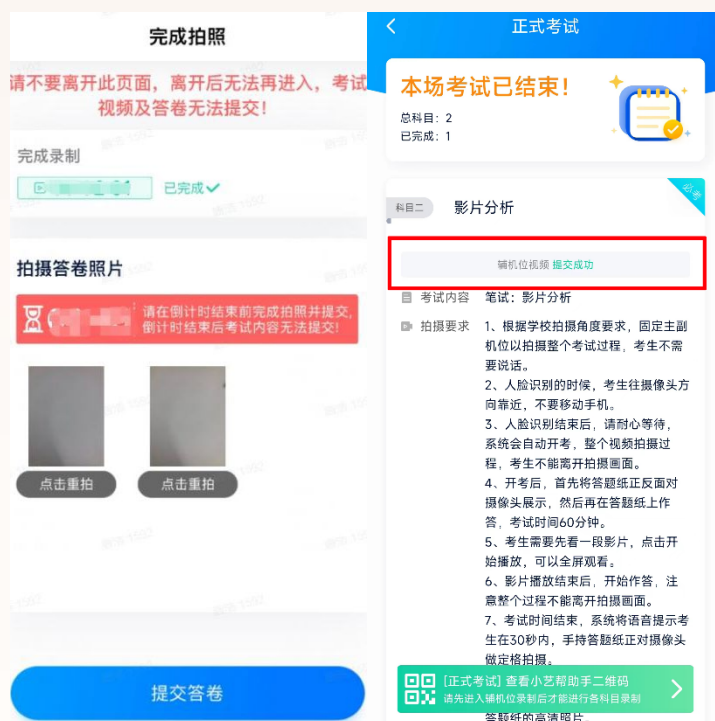 完成拍照
请不要离开此页面，离开后无法再进入，考试
视频及答卷无法提交！
完成录制
已完成
拍摄答卷照片
请在倒计时结束前完成拍照并提交,
倒计时结束后考试内容无法提交!
点击重拍
点击重拍
提交答卷
正式考试
本场考试已结束！
总科目：2
已完成：1
必考
科目二
影片分析
辅机位视频 提交成功
考试内容 笔试：影片分析
拍摄要求 1、根据学校拍摄角度要求，固定主副
机位以拍摄整个考试过程，考生不需
要说话。
2、人脸识别的时候，考生往摄像头方
向靠近，不要移动手机。
3、人脸识别结束后，请耐心等待，
系统会自动开考，整个视频拍摄过
程，考生不能离开拍摄画面。
4、开考后，首先将答题纸正反面对
摄像头展示，然后再在答题纸上作
答，考试时间60分钟。
5、考生需要先看一段影片，点击开
始播放，可以全屏观看。
6、影片播放结束后，开始作答，注
意整个过程不能离开拍摄画面。
7、考试时间结束，系统将语音提示考
生在30秒内，手持答题纸正对摄像头
做定格拍摄。
[正式考试] 查看小艺帮助手二维码
请先进入辅机位录制后才能进行各科目录制
答题纸的高清照片。